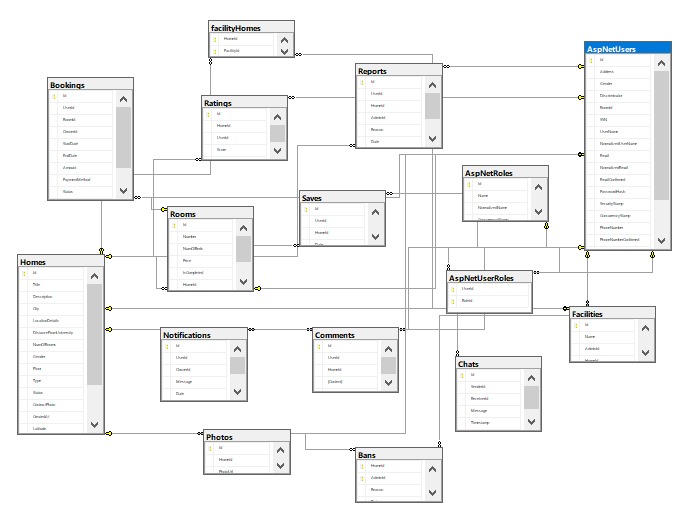 facilityHomes
HomeId
FacilityId
AspNetUsers
Id
Address
Gender
Discriminator
RoomId
SSN
UserName
NormalizedUserName
Email
NormalizedEmail
EmailConfirmed
PasswordHash
SecurityStamp
ConcurrencyStamp
PhoneNumber
PhoneNumberConfirmed
Bookings
Id
UserId
RoomId
OwnerId
StartDate
EndDate
Amount
PaymentMethod
Status
Ratings
Id
HomeId
UserId
Score
Reports
Id
UserId
HomeId
AdminId
Reason
Date
AspNetRoles
Id
Name
NormalizedName
ConcurrencyStamp
Rooms
Id
Number
NumOfBeds
Price
IsCompleted
HomeId
Saves
Id
UserId
HomeId
Date
Homes
Id
Title
Description
City
LocationDetails
DistanceFromUniversity
NumOfRooms
Gender
Floor
Type
Status
ContractPhoto
CreatedAt
Latitude
AspNetUserRoles
UserId
RoleId
Facilities
Id
Name
AdminId
HomeId
Notifications
Id
UserId
OwnerId
Message
Date
Comments
Id
UserId
HomeId
Chats
Id
SenderId
ReceiverId
Message
Timestamp
Photos
Id
HomeId
PhotoUrl
Bans
HomeId
AdminId
Reason